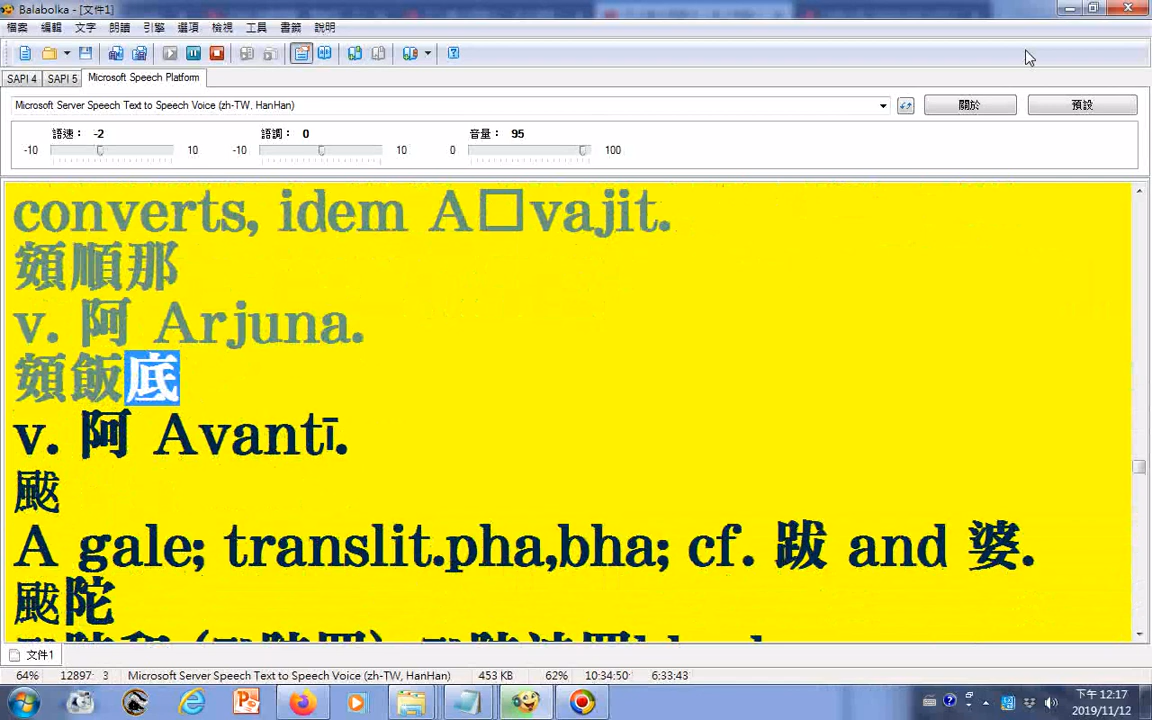 Balabolka - [文件1]
檔案 編輯 文字 朗讀 引擎 選項 檢視 工具 書籤 說明
SAPI 4 SAPI 5 Microsoft Speech Platform
Microsoft Server Speech Text to Speech Voice (zh-TW, HanHan) 關於 預設
語速： -2 語調： 0 音量： 95
-10 10 -10 10 0 100
converts, idem A□vajit.
頞順那
v. 阿 Arjuna.
頞飯底
v. 阿 Avantī.
颰
A gale; translit.pha,bha; cf. 跋 and 婆.
颰陀
文件1
64% 12897: 3 Microsoft Server Speech Text to Speech Voice (zh-TW, HanHan) 453 KB 62% 10:34:50 6:33:43
下午 12:17
2019/11/12